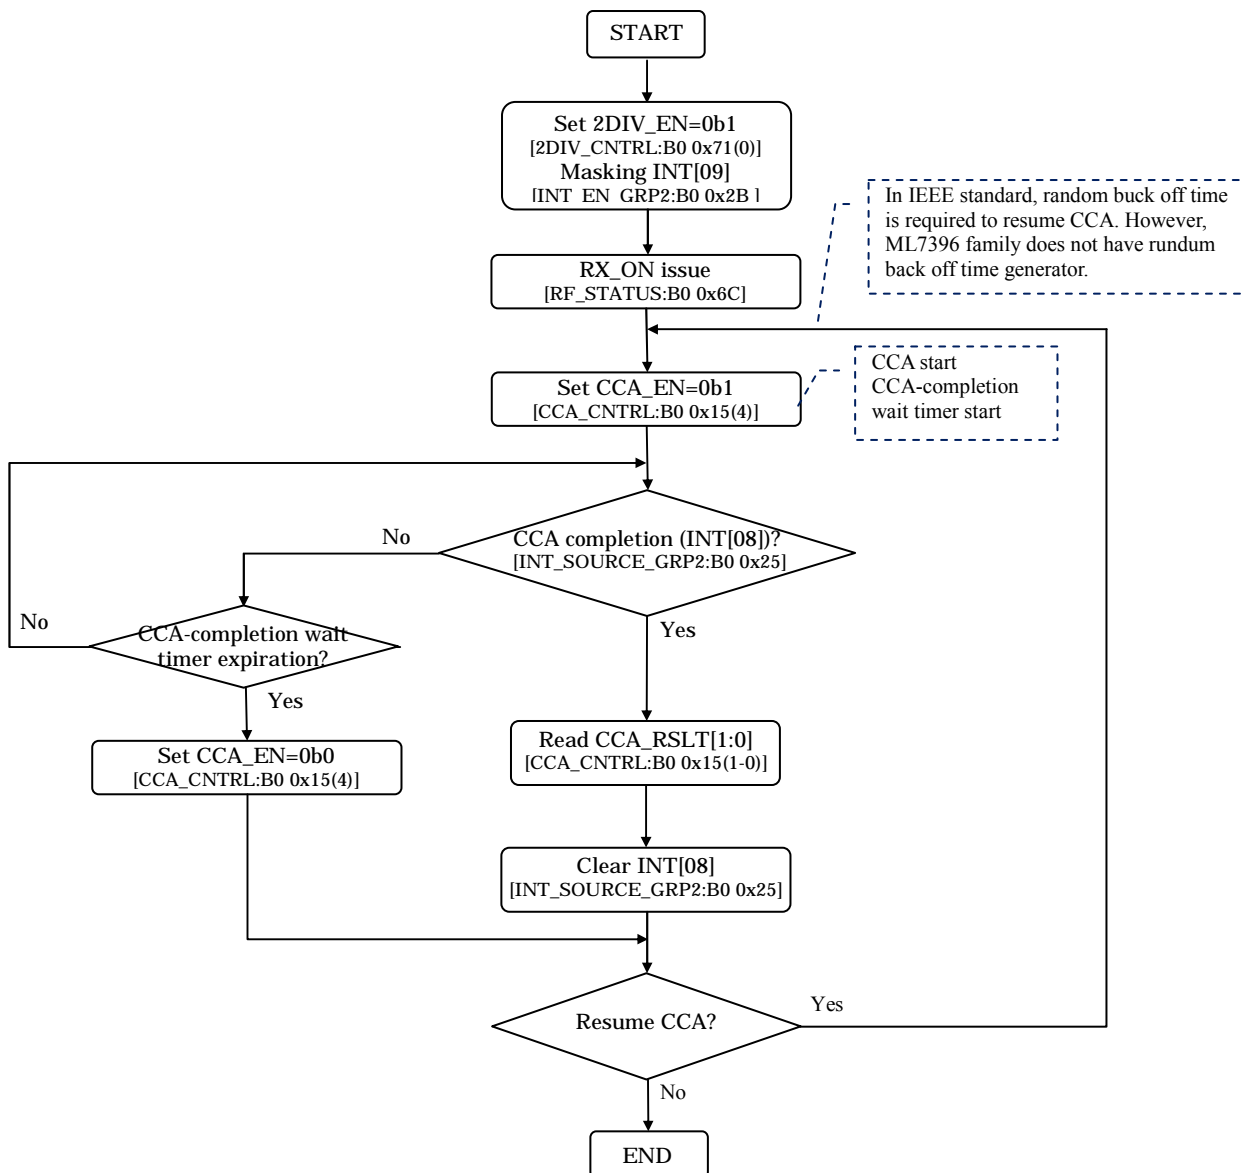 START
Set 2DIV_EN=0b1
[2DIV_CNTRL:B0 0x71(0)]
Masking INT[09]
[INT_EN_GRP2:B0 0x2B ]
In IEEE standard, random buck off time
is required to resume CCA. However,
ML7396 family does not have rundum
back off time generator.
RX_ON issue
[RF_STATUS:B0 0x6C]
Set CCA_EN=0b1
[CCA_CNTRL:B0 0x15(4)]
CCA start
CCA-completion
wait timer start
No
CCA completion (INT[08])?
[INT_SOURCE_GRP2:B0 0x25]
No
CCA-completion wait
timer expiration?
Yes
Yes
Set CCA_EN=0b0
[CCA_CNTRL:B0 0x15(4)]
Read CCA_RSLT[1:0]
[CCA_CNTRL:B0 0x15(1-0)]
Clear INT[08]
[INT_SOURCE_GRP2:B0 0x25]
Resume CCA?
Yes
No
END